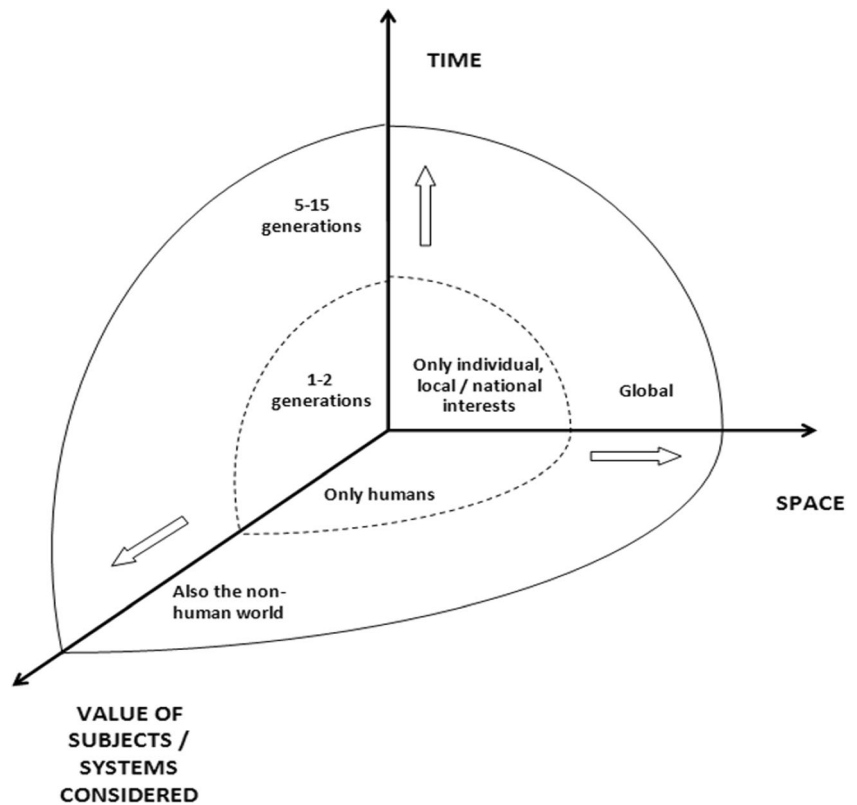 TIME
5-15
generations
1-2
generations
Only individual,
local / national
interests
Global
Only humans
SPACE
Also the non-
human world
VALUE OF
SUBJECTS /
SYSTEMS
CONSIDERED